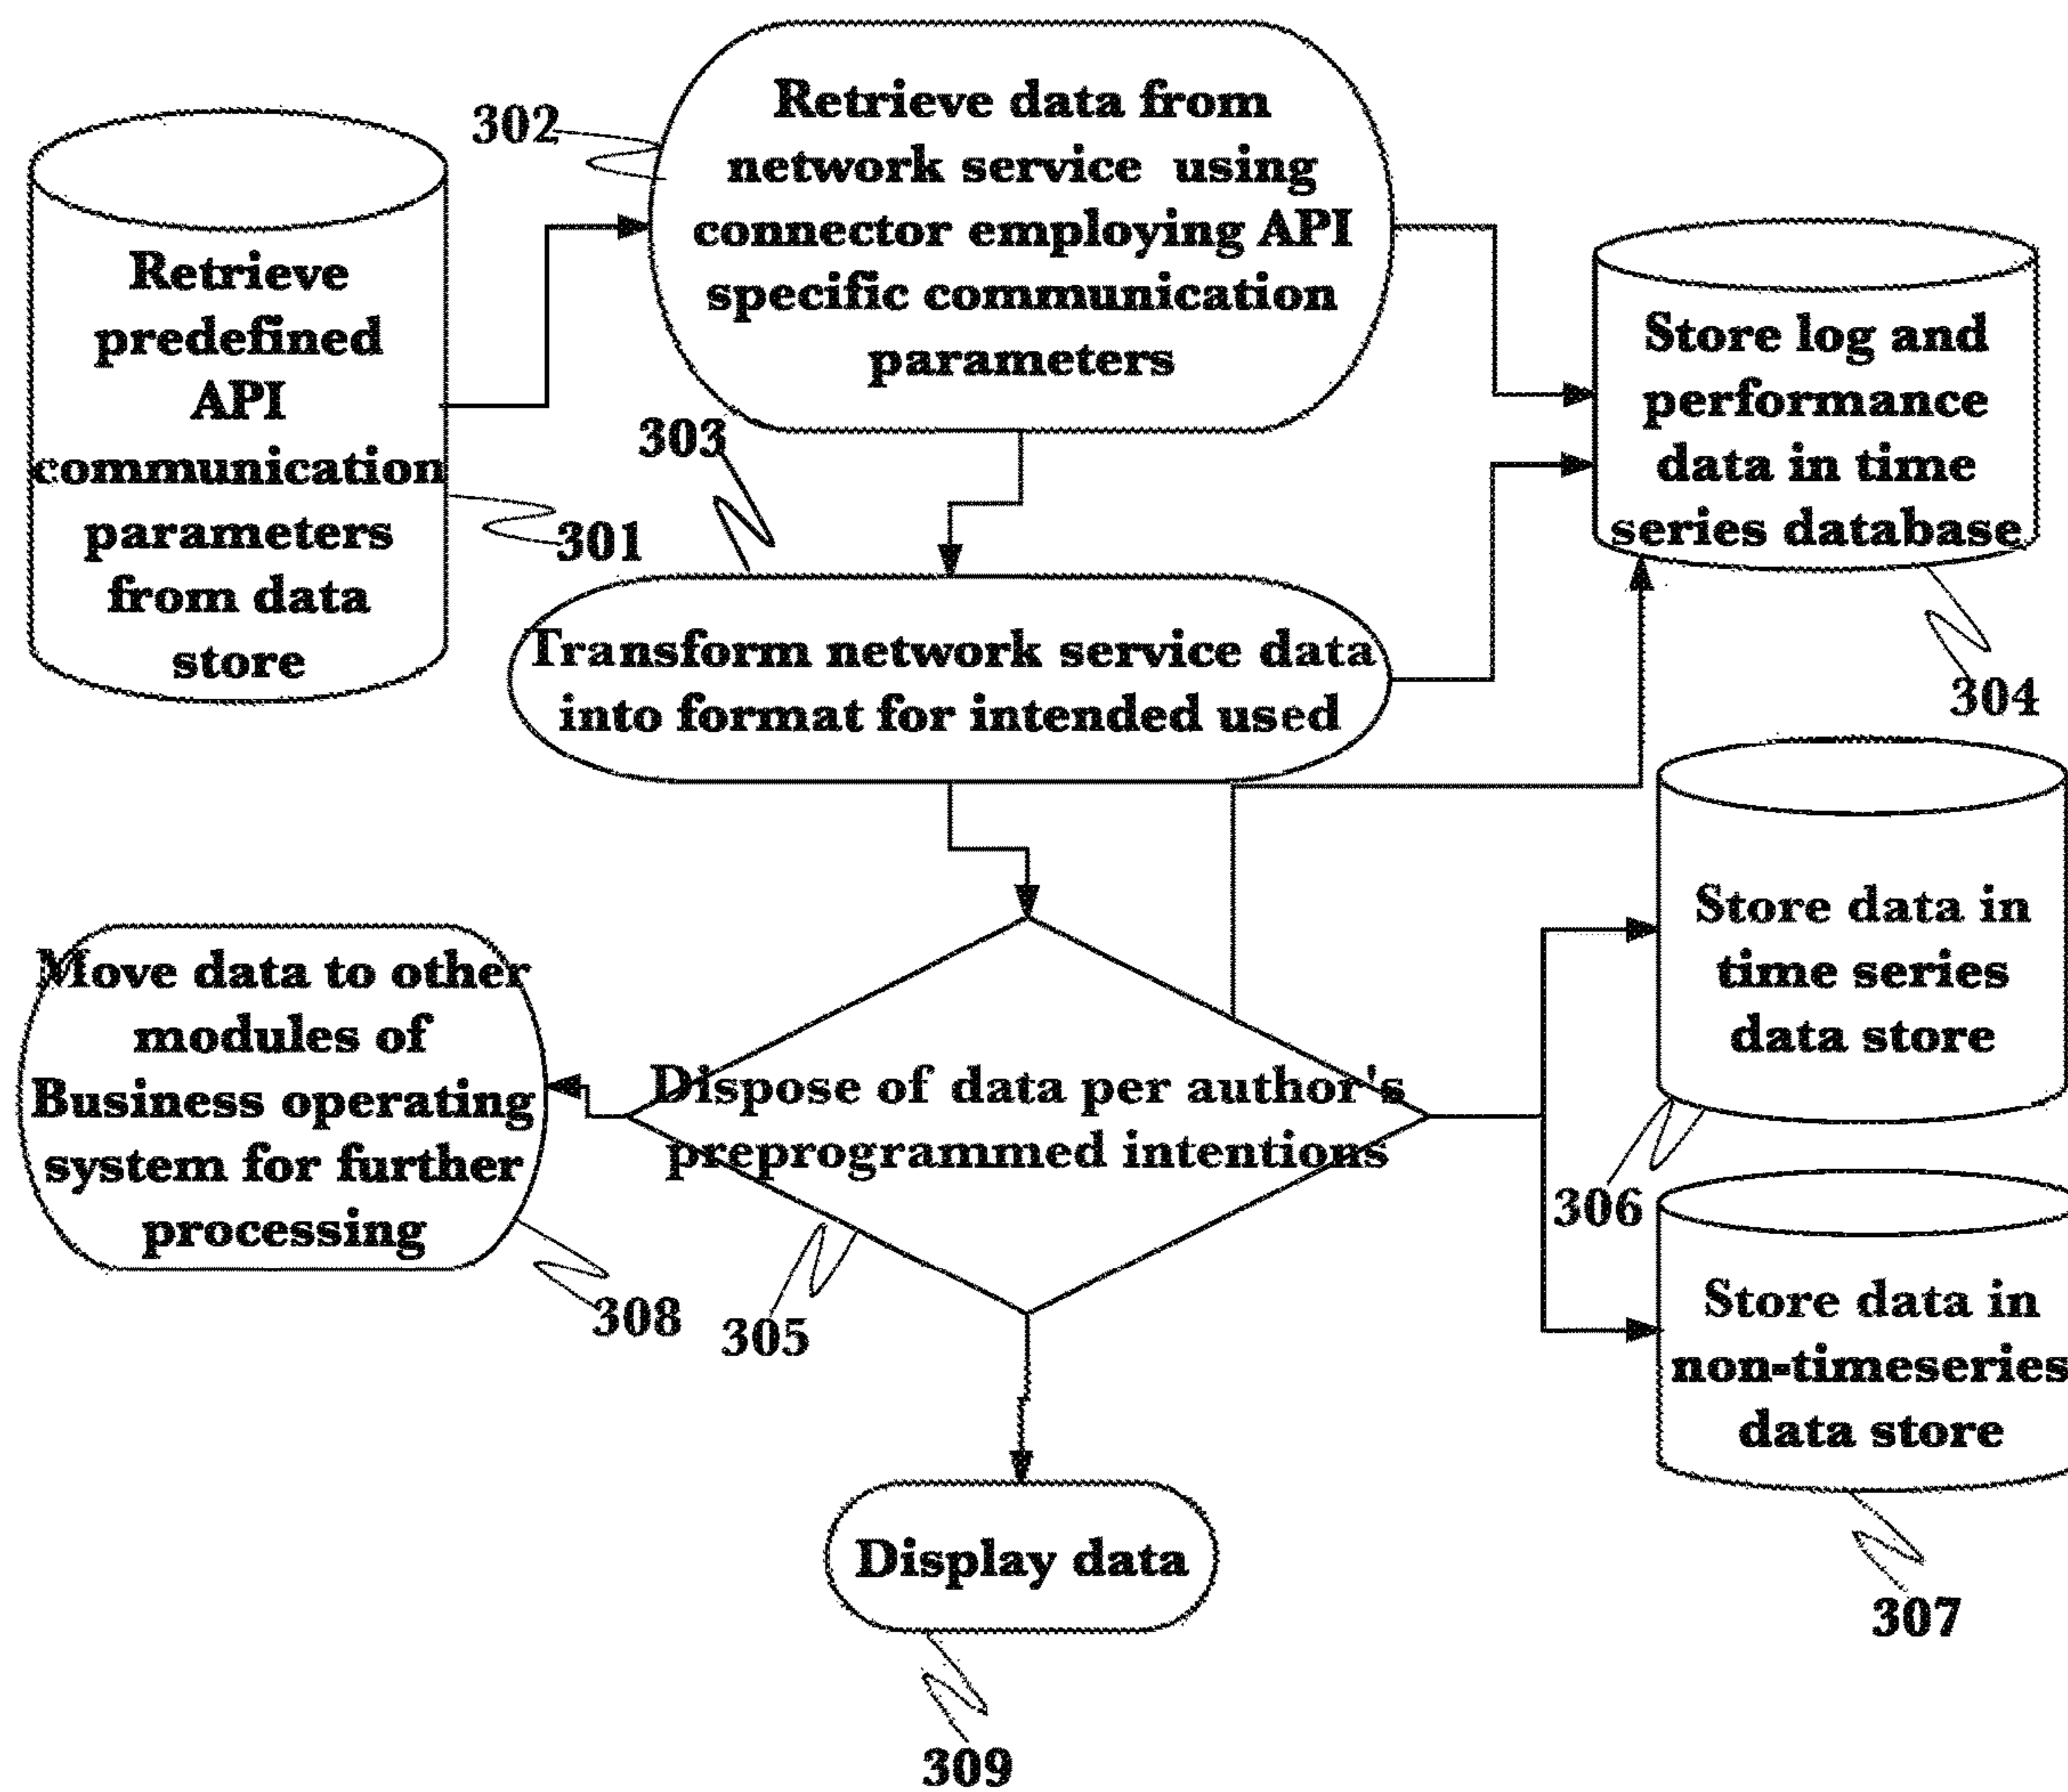 302
Retrieve data from
network service using
connector employing API
specific communication
parameters
Retrieve
predefined
API
communication
parameters
from data
store
301
303
Store log and
performance
data in time
series database
304
Transform network service data
into format for intended used
Store data in
time series
data store
306
Move data to other
modules of
Business operating
system for further
processing
308
Dispose of data per author's
preprogrammed intentions
305
Store data in
non-timeseries
data store
307
Display data
309